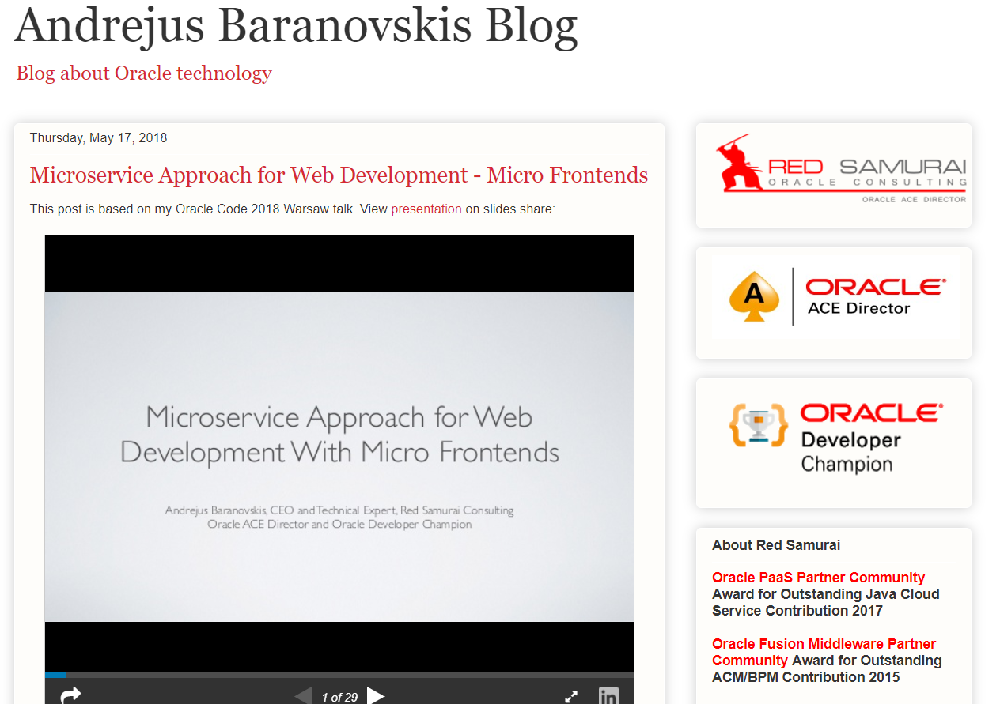 Andrejus Baranovskis Blog
Blog about Oracle technology
Thursday, May 17, 2018
Microservice Approach for Web Development - Micro Frontends
This post is based on my Oracle Code 2018 Warsaw talk. View presentation on slides share:
Microservice Approach for Web
Development With Micro Frontends
Andrejus Baranovskis, CEO and Technical Expert, Red Samurai Consulting
Oracle ACE Director and Oracle Developer Champion
1 of 29
in
RED SAMURAI
ORACLE CONSULTING
ORACLE ACE DIRECTOR
A
ORACLE
ACE Director
ORACLE
Developer
Champion
About Red Samurai
Oracle PaaS Partner Community
Award for Outstanding Java Cloud
Service Contribution 2017
Oracle Fusion Middleware Partner
Community Award for Outstanding
ACM/BPM Contribution 2015